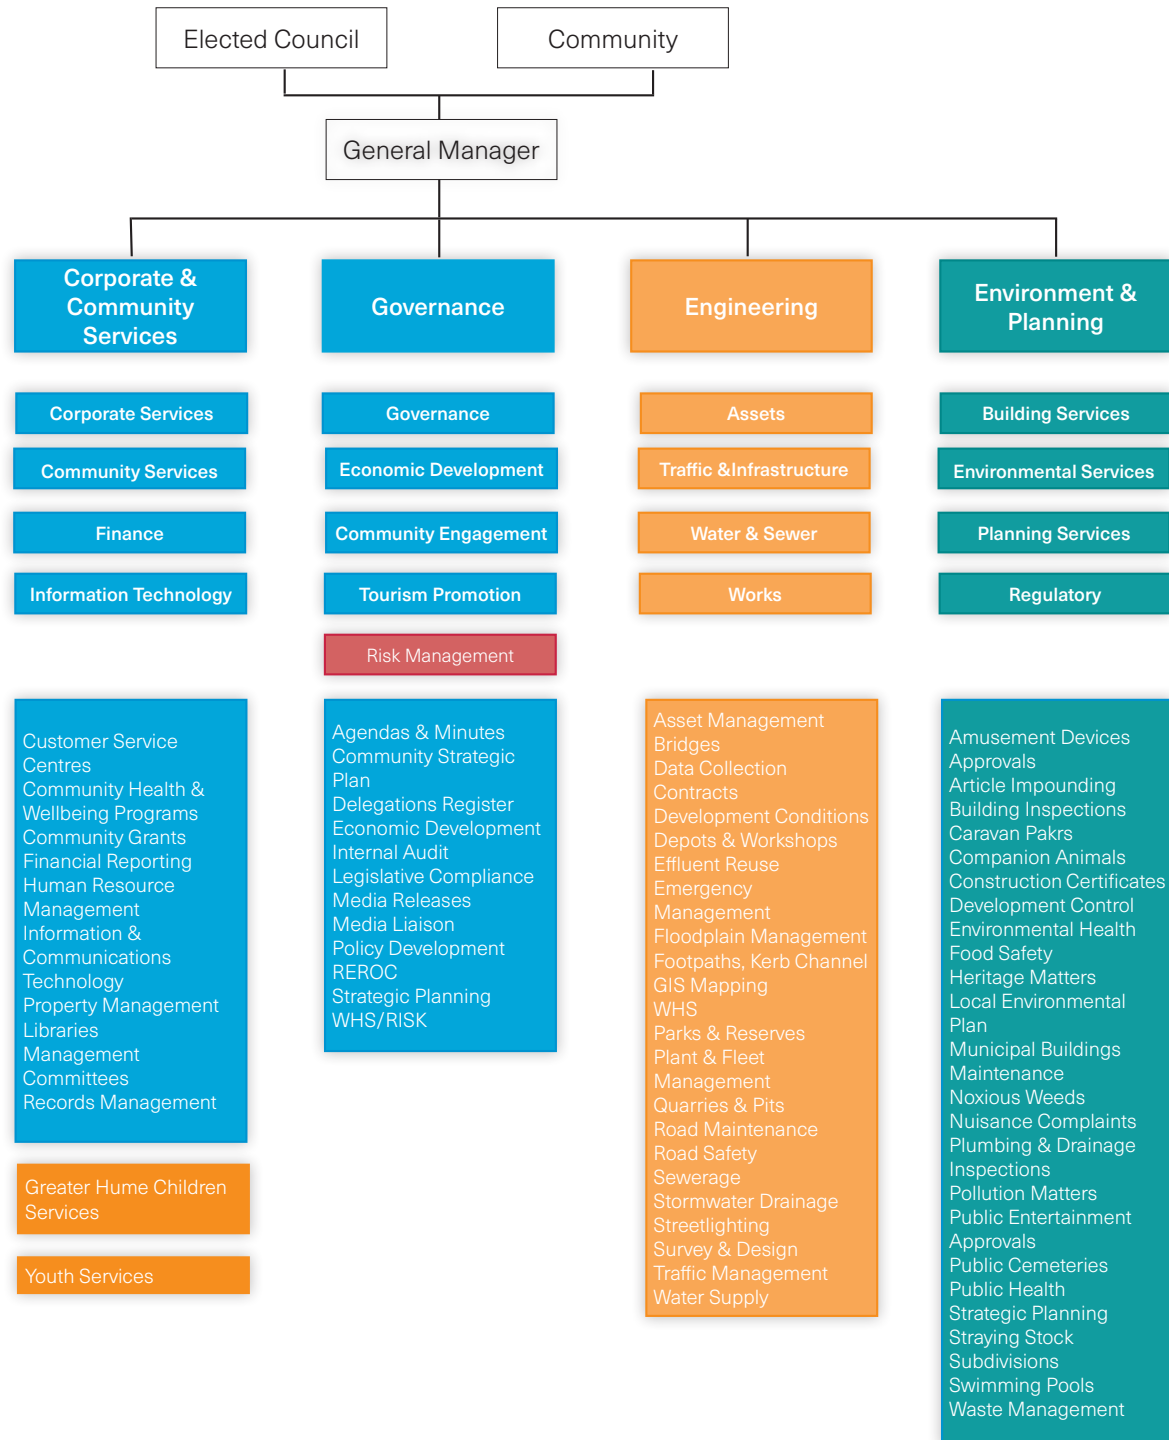 Elected Council
Community
General Manager
Corporate &
Community
Services
Governance
Engineering
Environment &
Planning
Corporate Services
Governance
Assets
Building Services
Community Services
Economic Development
Traffic &Infrastructure
Environmental Services
Finance
Community Engagement
Water & Sewer
Planning Services
Information Technology
Tourism Promotion
Works
Regulatory
Risk Management
Customer Service
Centres
Community Health &
Wellbeing Programs
Community Grants
Financial Reporting
Human Resource
Management
Information &
Communications
Technology
Property Management
Libraries
Management
Committees
Records Management
Greater Hume Children
Services
Youth Services
Agendas & Minutes
Community Strategic
Plan
Delegations Register
Economic Development
Internal Audit
Legislative Compliance
Media Releases
Media Liaison
Policy Development
REROC
Strategic Planning
WHS/RISK
Asset Management
Bridges
Data Collection
Contracts
Development Conditions
Depots & Workshops
Effluent Reuse
Emergency
Management
Floodplain Management
Footpaths, Kerb Channel
GIS Mapping
WHS
Parks & Reserves
Plant & Fleet
Management
Quarries & Pits
Road Maintenance
Road Safety
Sewerage
Stormwater Drainage
Streetlighting
Survey & Design
Traffic Management
Water Supply
Amusement Devices
Approvals
Article Impounding
Building Inspections
Caravan Pakrs
Companion Animals
Construction Certificates
Development Control
Environmental Health
Food Safety
Heritage Matters
Local Environmental
Plan
Municipal Buildings
Maintenance
Noxious Weeds
Nuisance Complaints
Plumbing & Drainage
Inspections
Pollution Matters
Public Entertainment
Approvals
Public Cemeteries
Public Health
Strategic Planning
Straying Stock
Subdivisions
Swimming Pools
Waste Management